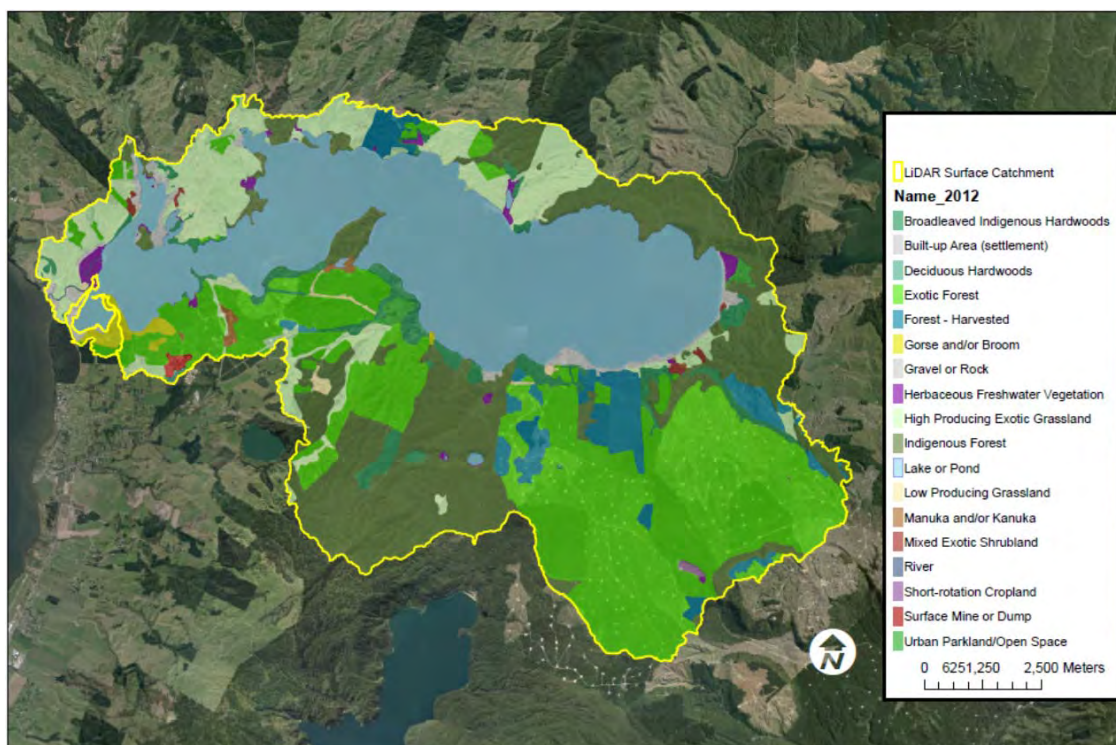 LiDAR Surface Catchment
Name_2012
Broadleaved Indigenous Hardwoods
Built-up Area (settlement)
Deciduous Hardwoods
Exotic Forest
Forest - Harvested
Gorse and/or Broom
Gravel or Rock
Herbaceous Freshwater Vegetation
High Producing Exotic Grassland
Indigenous Forest
Lake or Pond
Low Producing Grassland
Manuka and/or Kanuka
Mixed Exotic Shrubland
River
Short-rotation Cropland
Surface Mine or Dump
Urban Parkland/Open Space
0 6251,250 2,500 Meters
N